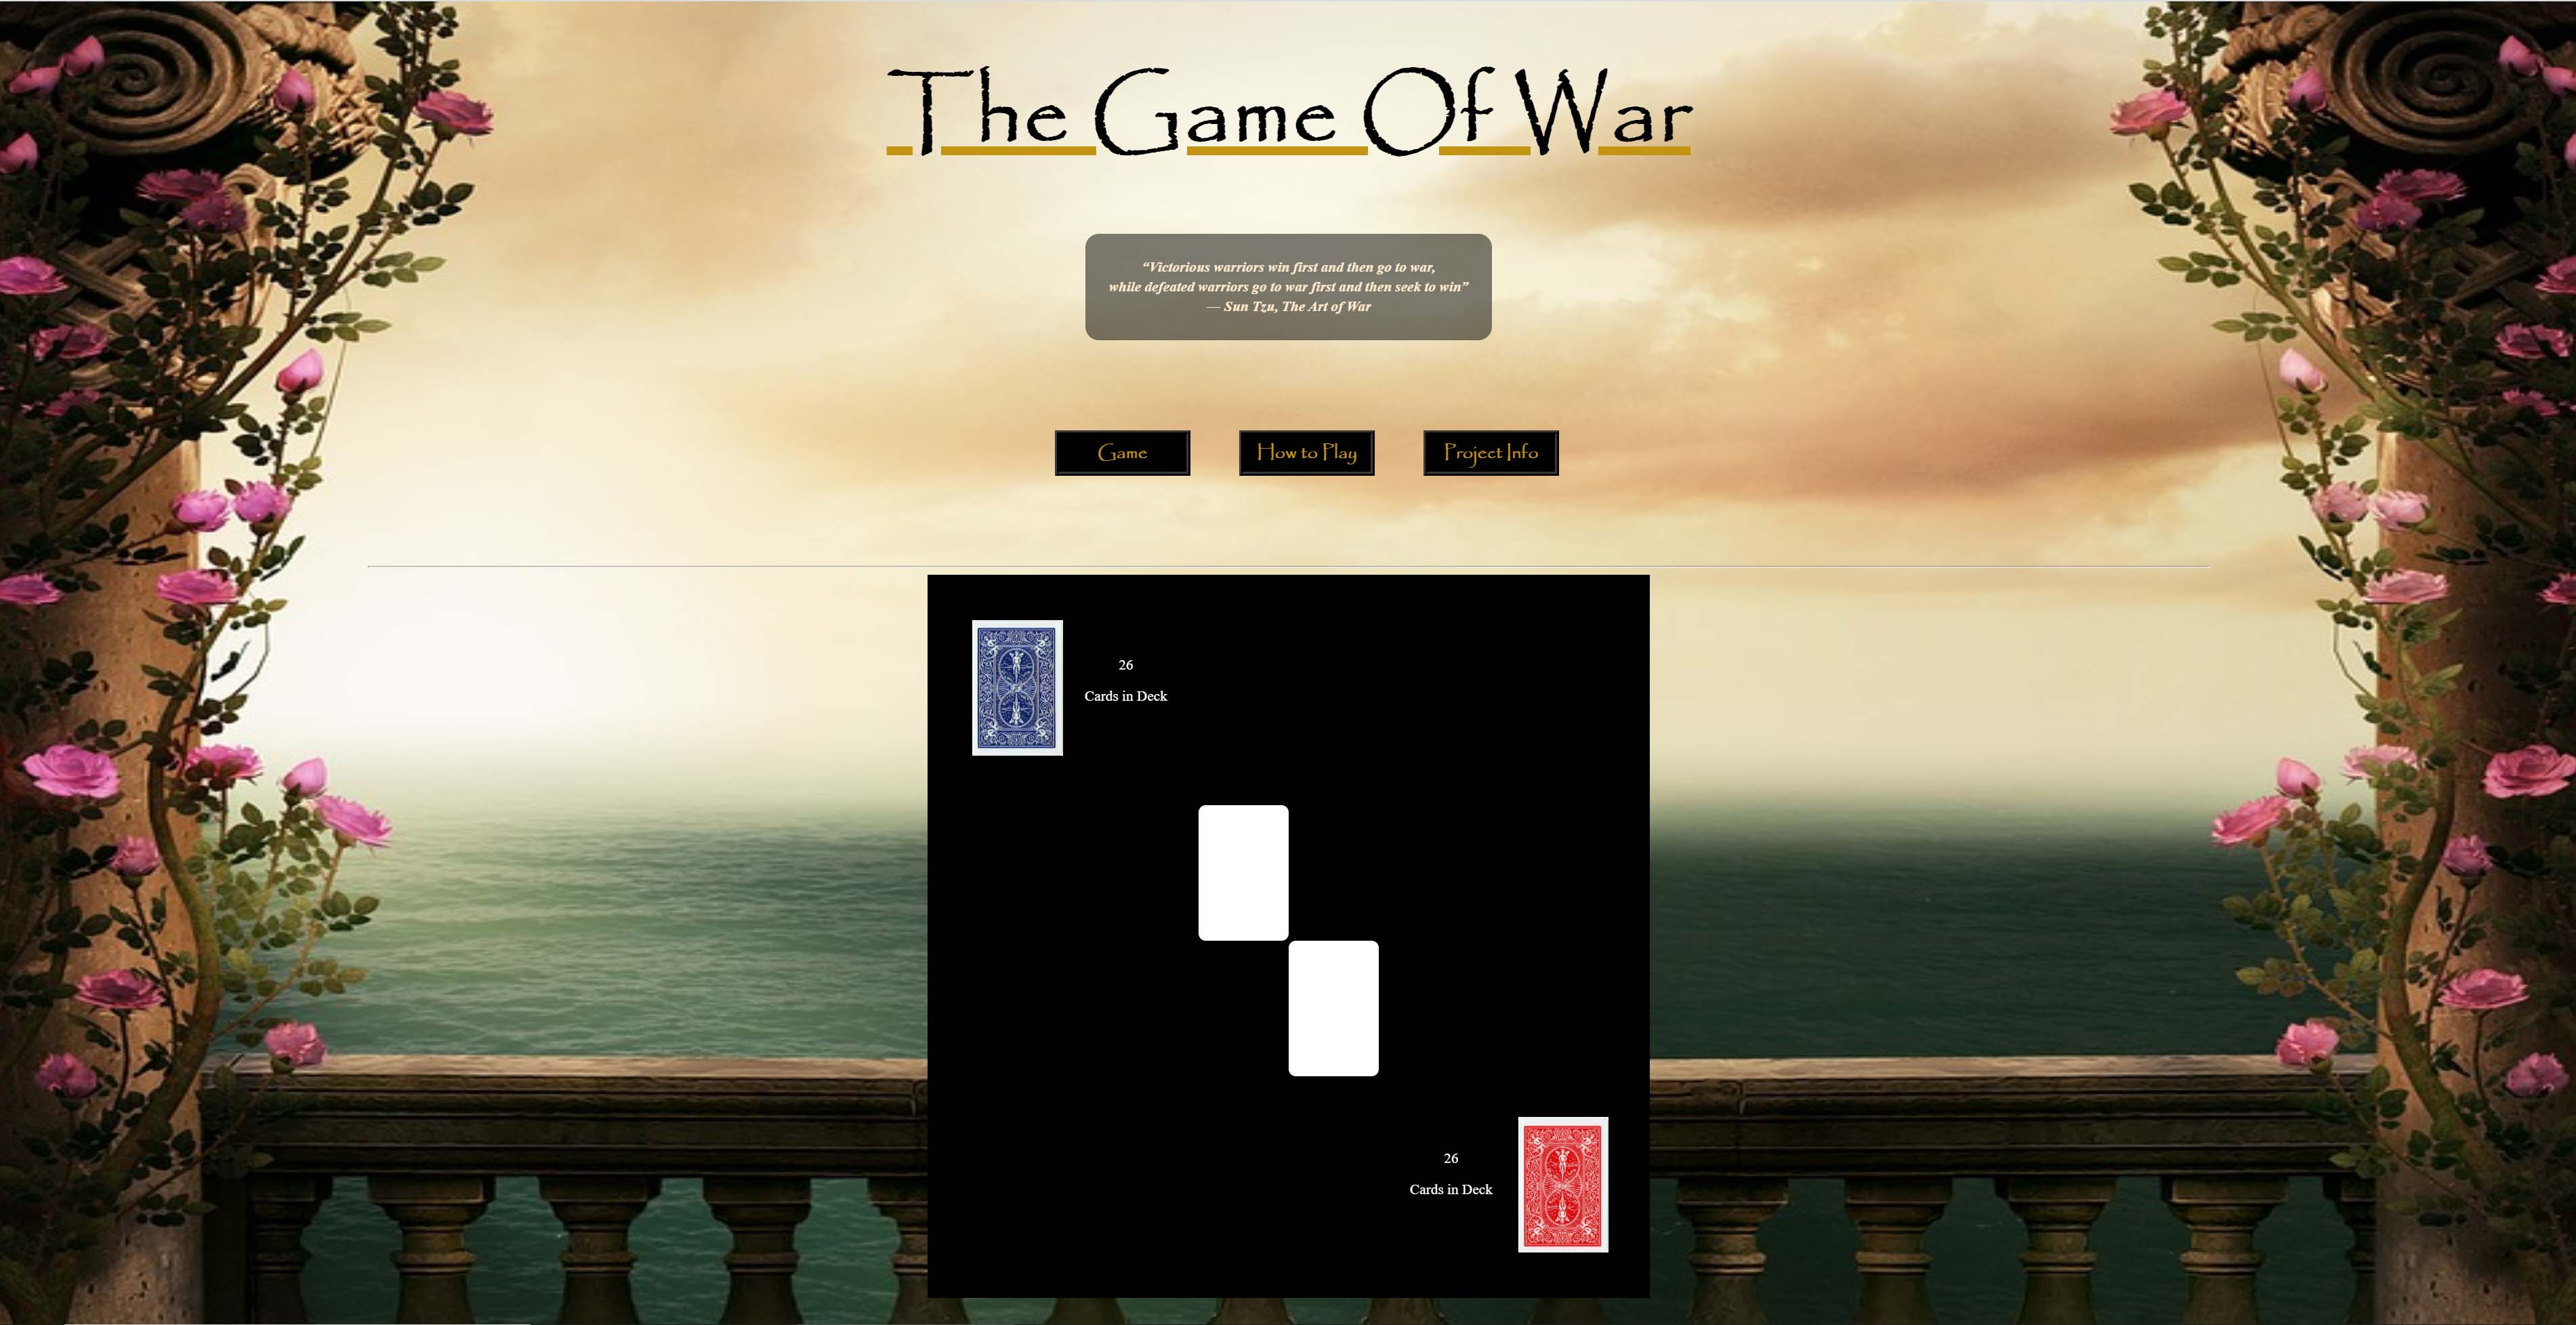 The Game Of War
“Victorious warriors win first and then go to war,
while defeated warriors go to war first and then seek to win”
— Sun Tzu, The Art of War
Game
How to Play
Project Info
26
Cards in Deck
26
Cards in Deck